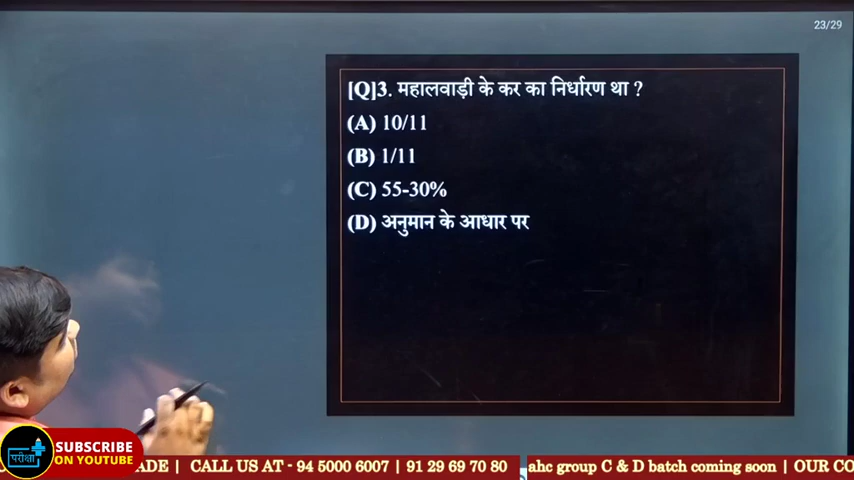 23/29
[Q]3. महालवाड़ी के कर का निर्धारण था ?
(A) 10/11
(B) 1/11
(C) 55-30%
(D) अनुमान के आधार पर
परीक्षा
SUBSCRIBE
ON YOUTUBE
ADE | CALL US AT - 94 5000 6007 | 91 29 69 70 80
ahc group C & D batch coming soon | OUR CO